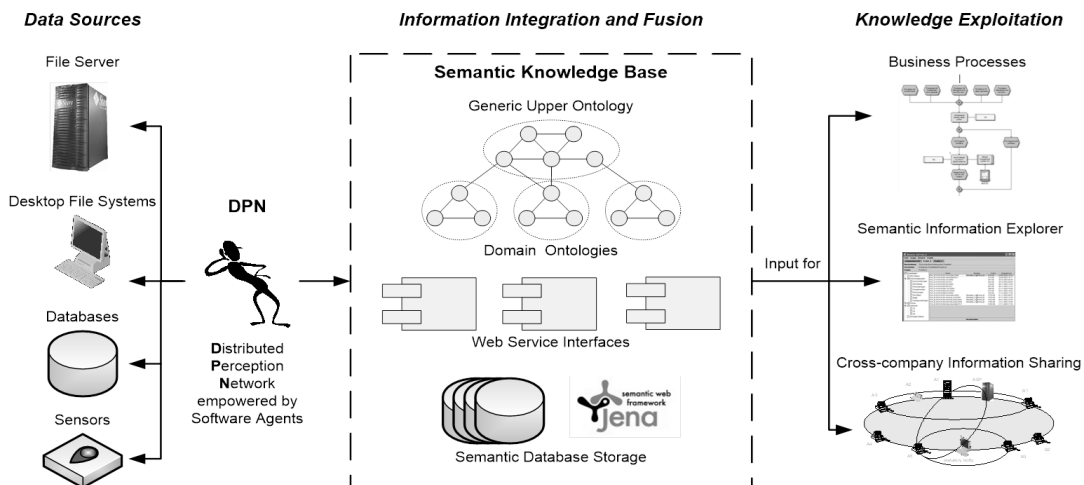 Data Sources
Information Integration and Fusion
Knowledge Exploitation
File Server
Desktop File Systems
Databases
Sensors
DPN
Distributed
Perception
Network
empowered by
Software Agents
Semantic Knowledge Base
Generic Upper Ontology
Domain Ontologies
Web Service Interfaces
semantic web
framework
jena
Semantic Database Storage
Input for
Business Processes
Semantic Information Explorer
Cross-company Information Sharing